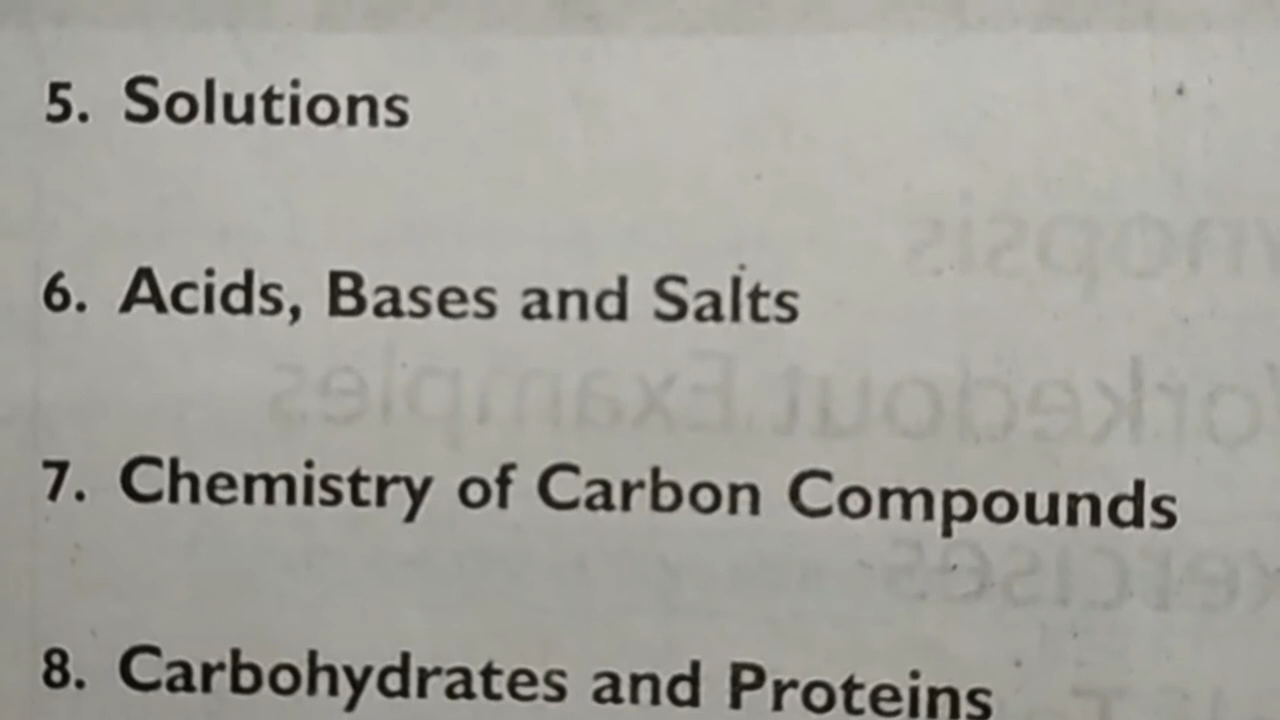 5. Solutions
6. Acids, Bases and Salts
7. Chemistry of Carbon Compounds
8. Carbohydrates and Proteins